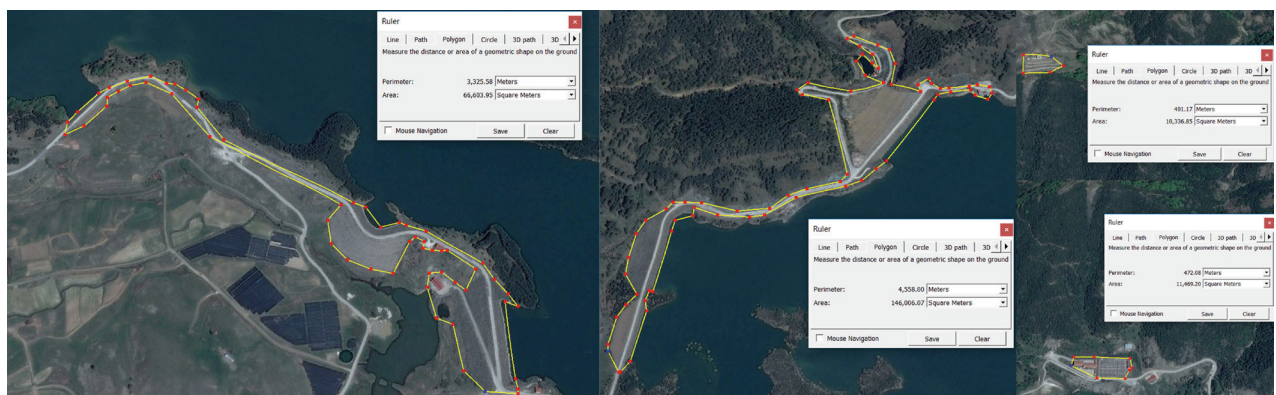 Ruler
Line Path Polygon Circle 3D path 3D
Measure the distance or area of a geometric shape on the ground
Perimeter: 3,325.58 Meters
Area: 66,603.95 Square Meters
Mouse Navigation Save Clear
Ruler
Line Path Polygon Circle 3D path 3D
Measure the distance or area of a geometric shape on the ground
Perimeter: 4,558.00 Meters
Area: 146,006.07 Square Meters
Mouse Navigation Save Clear
Ruler
Line Path Polygon Circle 3D path 3D
Measure the distance or area of a geometric shape on the ground
Perimeter: 491.17 Meters
Area: 10,336.85 Square Meters
Mouse Navigation Save Clear
Ruler
Line Path Polygon Circle 3D path 3D
Measure the distance or area of a geometric shape on the ground
Perimeter: 472.08 Meters
Area: 11,469.20 Square Meters
Mouse Navigation Save Clear